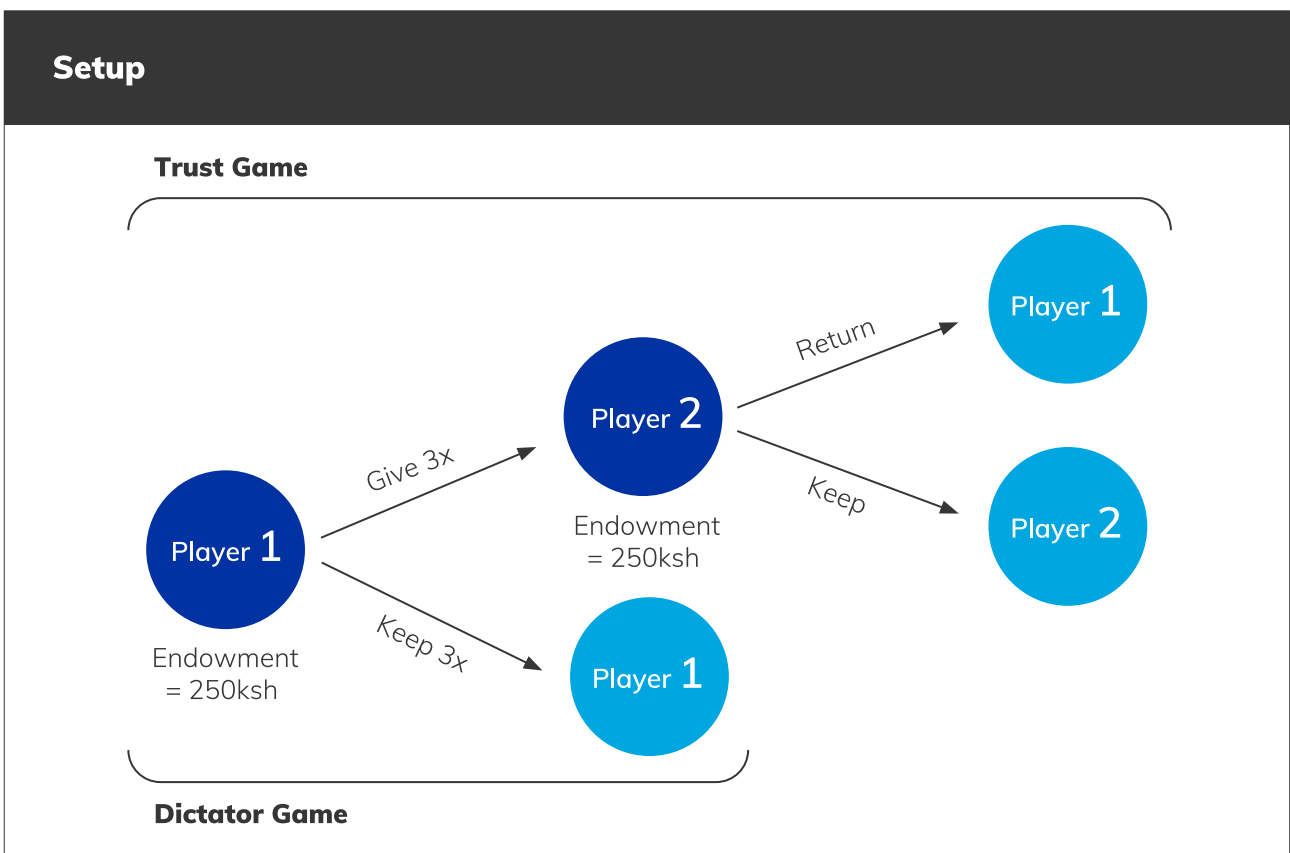 Setup
Trust Game
Player 1
Return
Player 2
Give 3x
Keep
Endowment
= 250ksh
Player 2
Player 1
Endowment
= 250ksh
Keep 3x
Player 1
Dictator Game